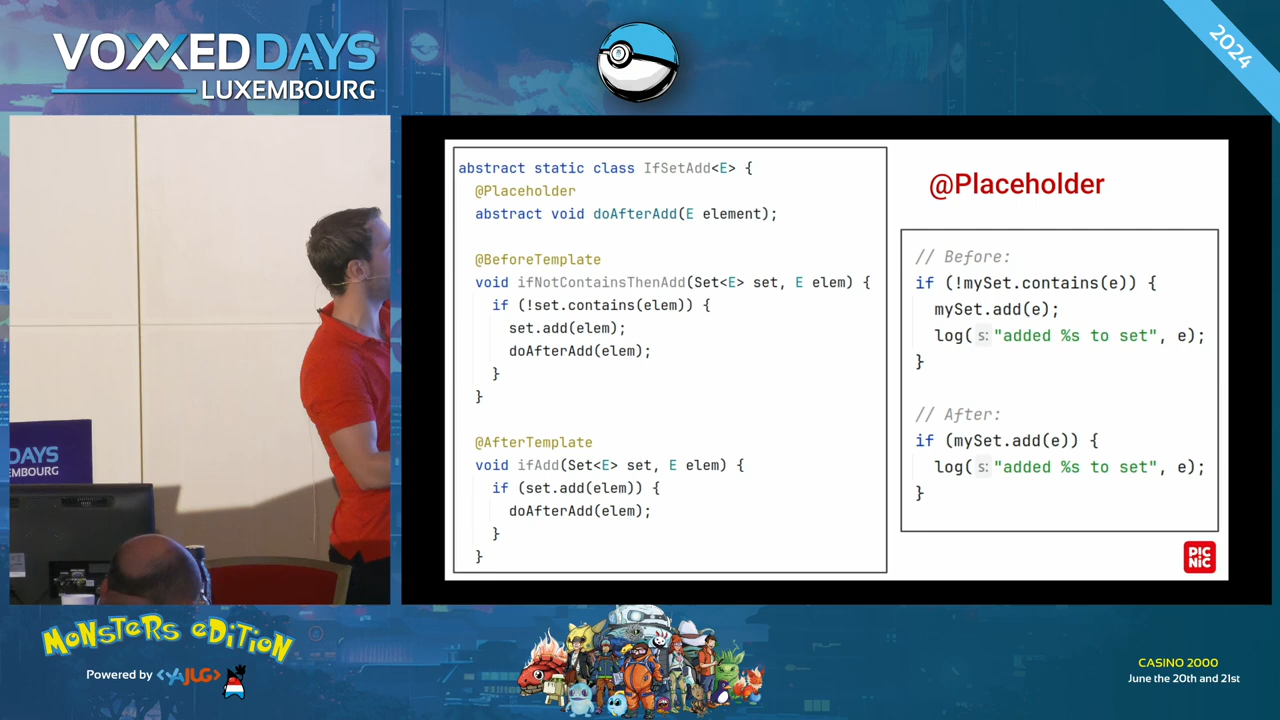 VOXXED DAYS
LUXEMBOURG
2024
abstract static class IfSetAdd<E> {
@Placeholder
abstract void doAfterAdd(E element);
@BeforeTemplate
void ifNotContainsThenAdd(Set<E> set, E elem) {
if (!set.contains(elem)) {
set.add(elem);
doAfterAdd(elem);
}
}
@AfterTemplate
void ifAdd(Set<E> set, E elem) {
if (set.add(elem)) {
doAfterAdd(elem);
}
}
@Placeholder
// Before:
if (!mySet.contains(e)) {
mySet.add(e);
log( s: "added %s to set", e);
}
// After:
if (mySet.add(e)) {
log( s: "added %s to set", e);
}
PIC
NIC
DAYS
MBOURG
MONSTERS EDITION
Powered by <YAJUG>
CASINO 2000
June the 20th and 21st